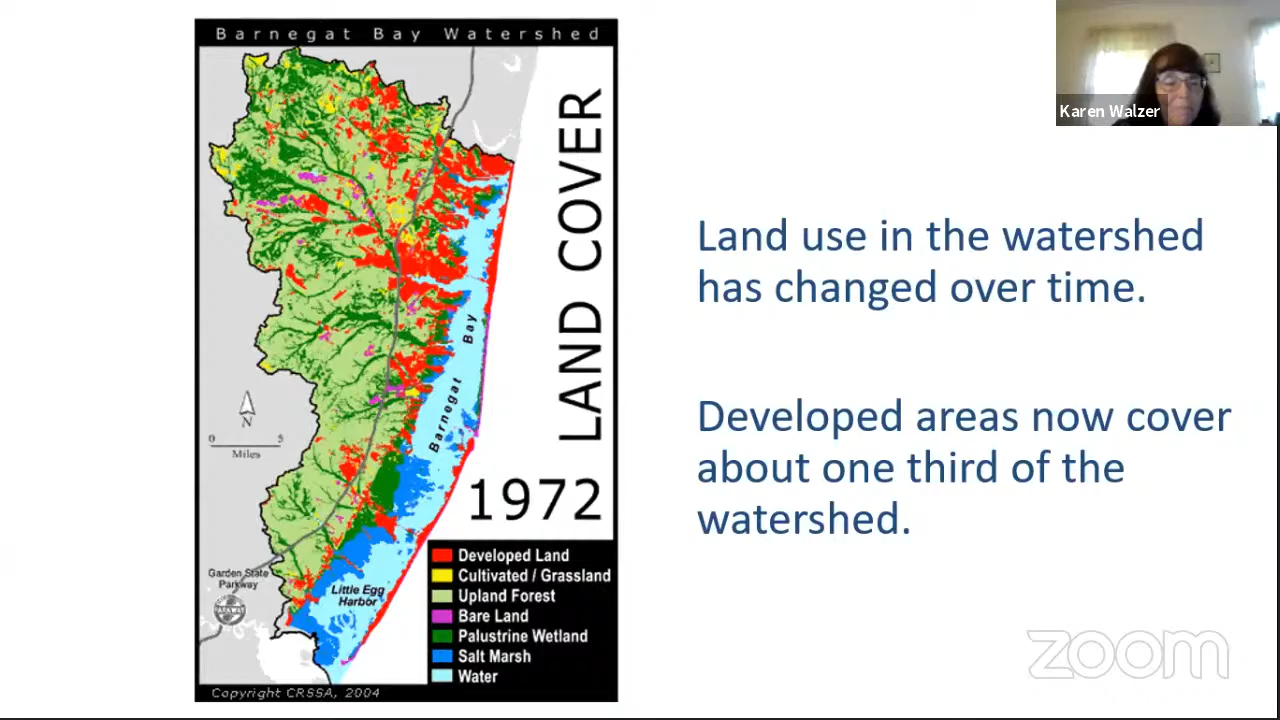 Barnegat Bay Watershed
LAND COVER
1972
Barnegat Bay
Little Egg
Harbor
N
0 5
Miles
Garden State
Parkway
PARKWAY
Developed Land
Cultivated / Grassland
Upland Forest
Bare Land
Palustrine Wetland
Salt Marsh
Water
Copyright CRSSA, 2004
Karen Walzer
Land use in the watershed
has changed over time.
Developed areas now cover
about one third of the
watershed.
zoom